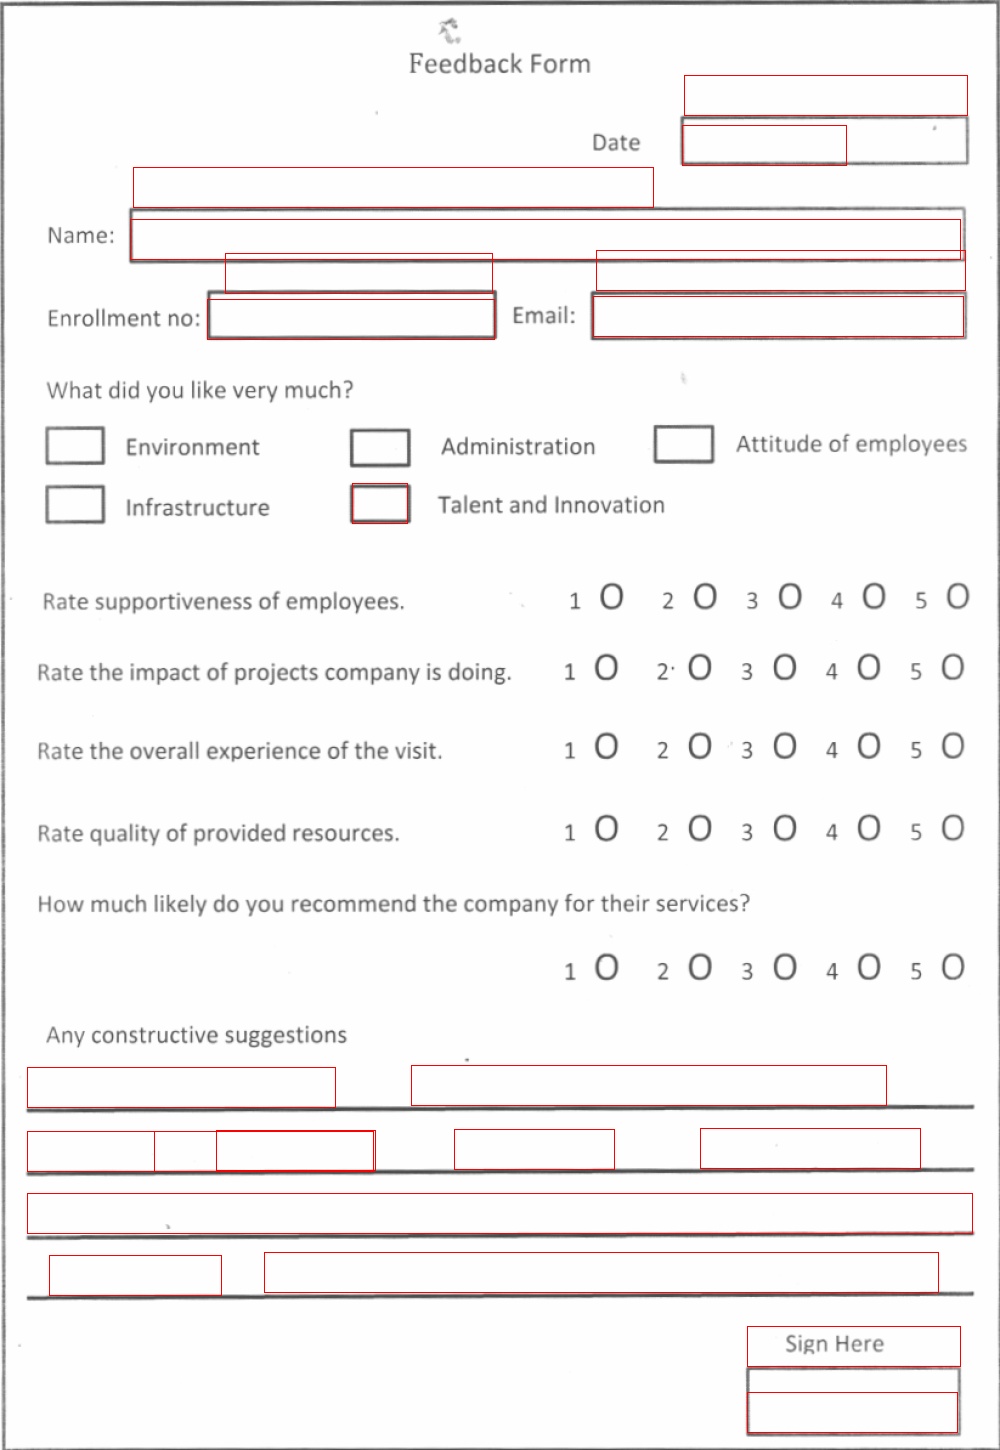 Feedback Form
Date
Name:
Enrollment no: Email:
What did you like very much?
Environment Administration Attitude of employees
Infrastructure Talent and Innovation
Rate supportiveness of employees. 1 O 2 O 3 O 4 O 5 O
Rate the impact of projects company is doing. 1 O 2 O 3 O 4 O 5 O
Rate the overall experience of the visit. 1 O 2 O 3 O 4 O 5 O
Rate quality of provided resources. 1 O 2 O 3 O 4 O 5 O
How much likely do you recommend the company for their services?
1 O 2 O 3 O 4 O 5 O
Any constructive suggestions
Sign Here